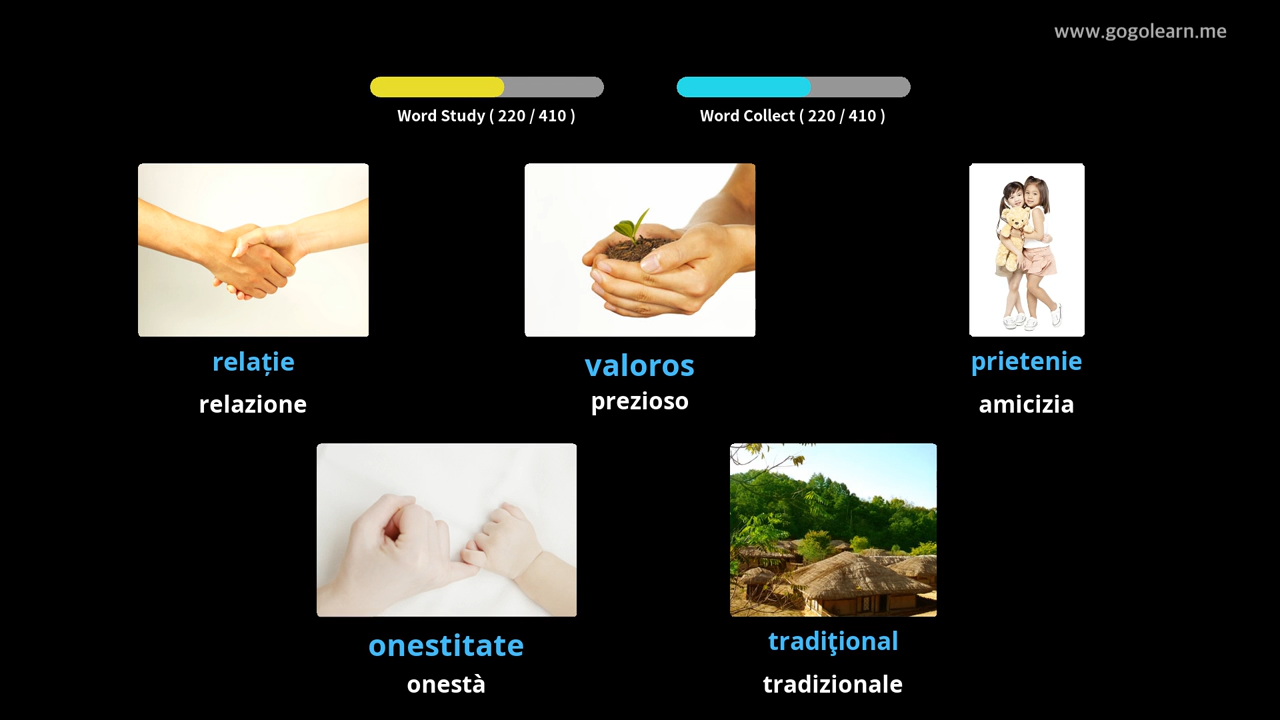 www.gogolearn.me
Word Study ( 220 / 410 )
Word Collect ( 220 / 410 )
relație
relazione
valoros
prezioso
prietenie
amicizia
onestitate
onestà
tradiţional
tradizionale